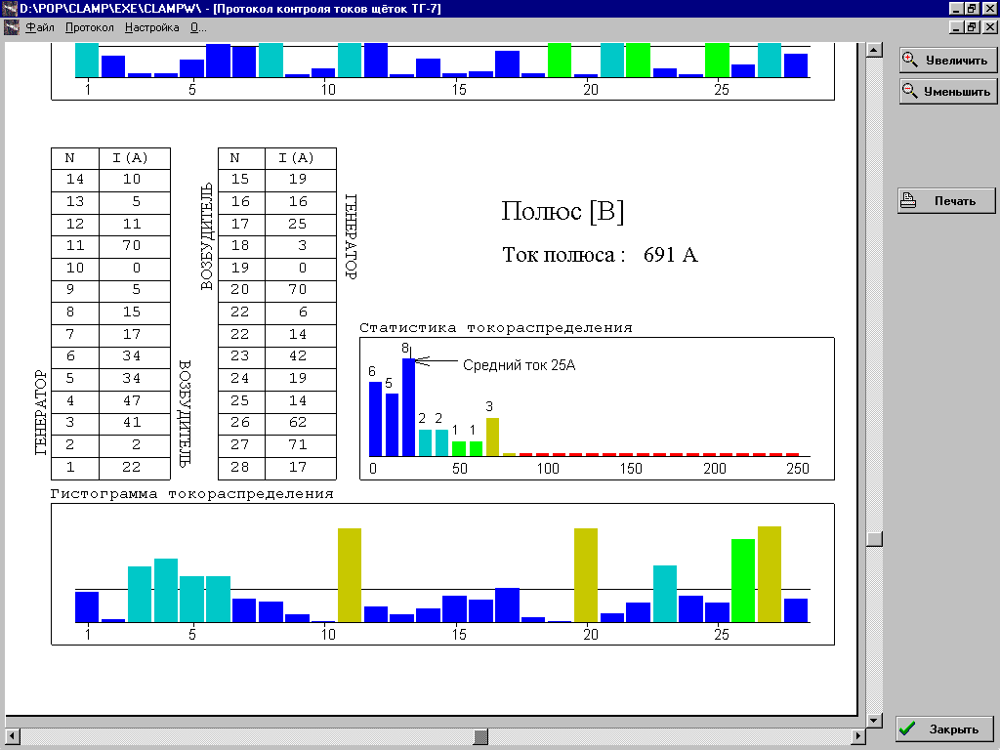 D:\POP\CLAMP\EXE\CLAMPW\ - [Протокол контроля токов щёток ТГ-7]
Файл Протокол Настройка О...
Увеличить
Уменьшить
Печать
1 5 10 15 20 25
N I (A) N I (A)
14 10 15 19
13 5 16 16
12 11 17 25
11 70 18 3
10 0 19 0
9 5 20 70
8 15 22 6
7 17 22 14
6 34 23 42
5 34 24 19
4 47 25 14
3 41 26 62
2 2 27 71
1 22 28 17
ГЕНЕРАТОР
ВОЗБУДИТЕЛЬ
ВОЗБУДИТЕЛЬ
ГЕНЕРАТОР
Полюс [B]
Ток полюса : 691 А
Статистика токораспределения
6 5 8 2 2 1 1 3
Средний ток 25А
0 50 100 150 200 250
Гистограмма токораспределения
1 5 10 15 20 25
Закрыть